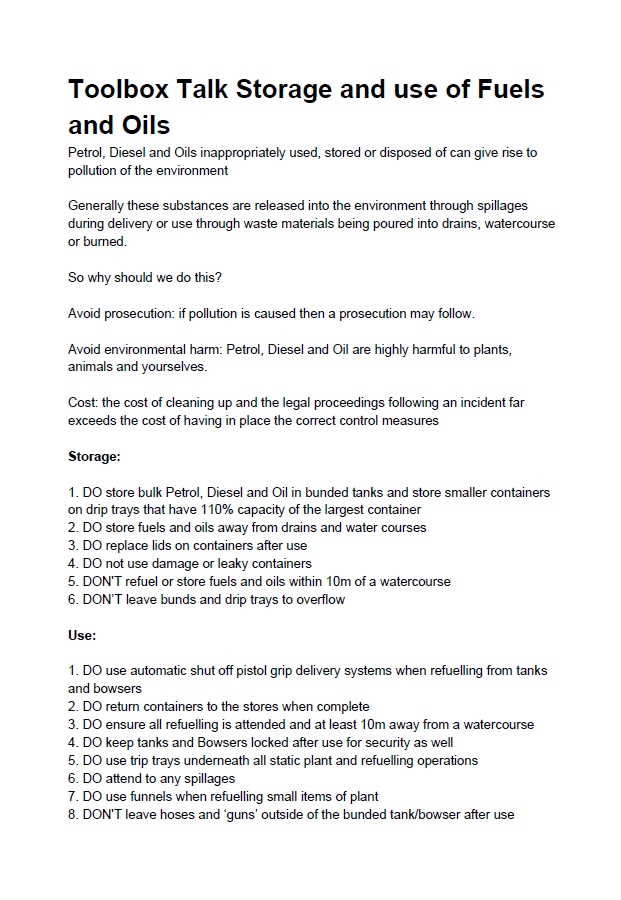 Toolbox Talk Storage and use of Fuels
and Oils
Petrol, Diesel and Oils inappropriately used, stored or disposed of can give rise to
pollution of the environment
Generally these substances are released into the environment through spillages
during delivery or use through waste materials being poured into drains, watercourse
or burned.
So why should we do this?
Avoid prosecution: if pollution is caused then a prosecution may follow.
Avoid environmental harm: Petrol, Diesel and Oil are highly harmful to plants,
animals and yourselves.
Cost: the cost of cleaning up and the legal proceedings following an incident far
exceeds the cost of having in place the correct control measures
Storage:
1. DO store bulk Petrol, Diesel and Oil in bunded tanks and store smaller containers
on drip trays that have 110% capacity of the largest container
2. DO store fuels and oils away from drains and water courses
3. DO replace lids on containers after use
4. DO not use damage or leaky containers
5. DON'T refuel or store fuels and oils within 10m of a watercourse
6. DON’T leave bunds and drip trays to overflow
Use:
1. DO use automatic shut off pistol grip delivery systems when refuelling from tanks
and bowsers
2. DO return containers to the stores when complete
3. DO ensure all refuelling is attended and at least 10m away from a watercourse
4. DO keep tanks and Bowsers locked after use for security as well
5. DO use trip trays underneath all static plant and refuelling operations
6. DO attend to any spillages
7. DO use funnels when refuelling small items of plant
8. DON'T leave hoses and ‘guns’ outside of the bunded tank/bowser after use